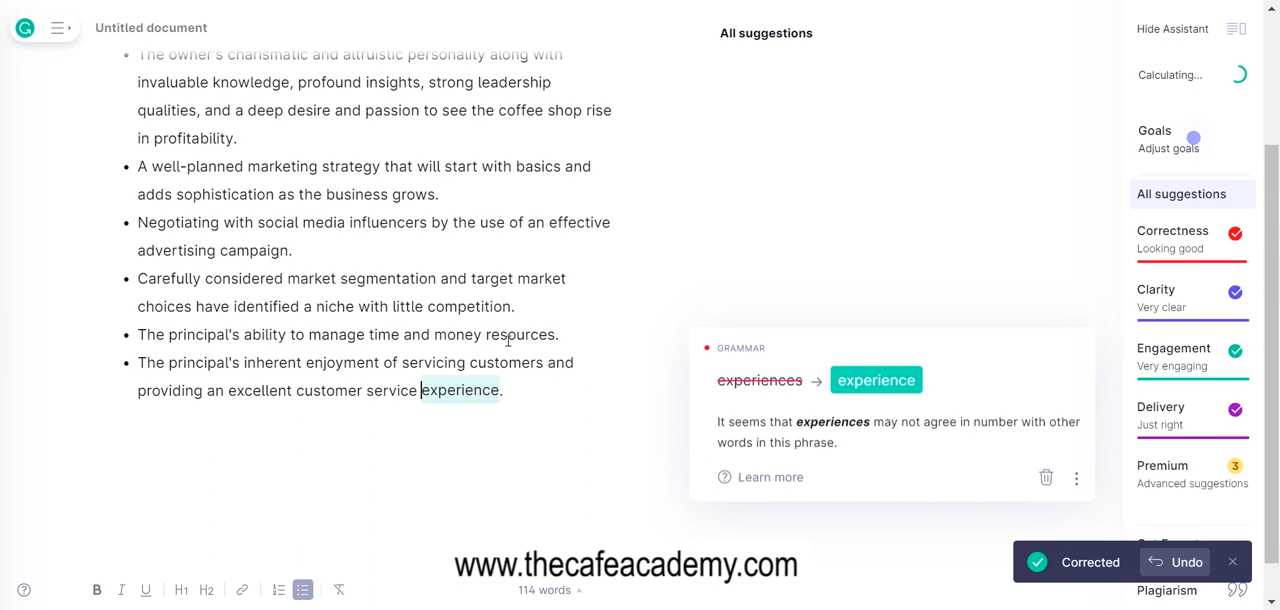 Untitled document
All suggestions
Hide Assistant
Calculating...
Goals
Adjust goals
All suggestions
Correctness
Looking good
Clarity
Very clear
Engagement
Very engaging
Delivery
Just right
Premium
3
Advanced suggestions
The owner's charismatic and altruistic personality along with
invaluable knowledge, profound insights, strong leadership
qualities, and a deep desire and passion to see the coffee shop rise
in profitability.
• A well-planned marketing strategy that will start with basics and
adds sophistication as the business grows.
• Negotiating with social media influencers by the use of an effective
advertising campaign.
• Carefully considered market segmentation and target market
choices have identified a niche with little competition.
• The principal's ability to manage time and money resources.
• The principal's inherent enjoyment of servicing customers and
providing an excellent customer service experience.
GRAMMAR
experiences → experience
It seems that experiences may not agree in number with other
words in this phrase.
Learn more
www.thecafeacademy.com
Corrected
Undo
Plagiarism
B I U H1 H2
114 words